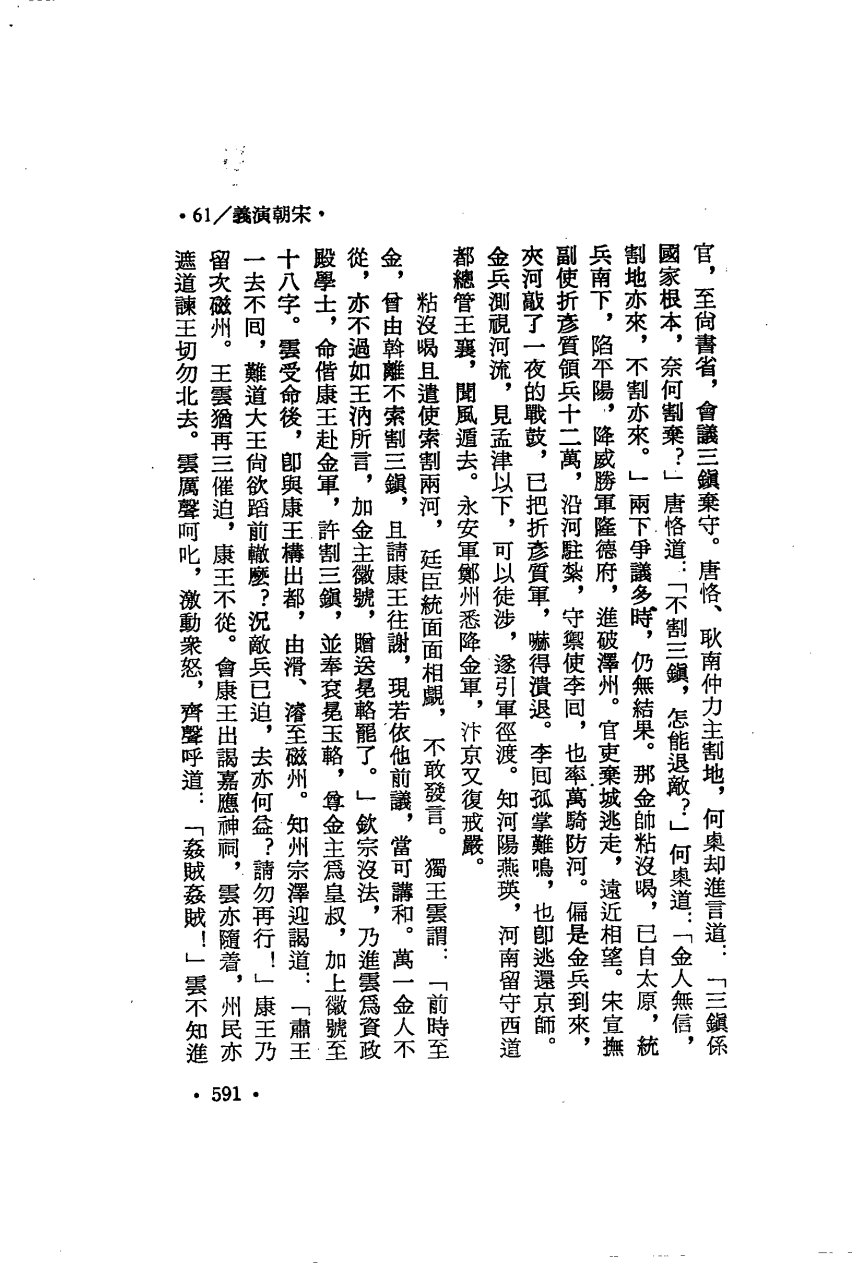 •61／義演朝宋•
官，至尙書省，會議三鎭棄守。唐恪、耿南仲力主割地，何㮚却進言道：「三鎭係
國家根本，奈何割棄？」唐恪道：「不割三鎭，怎能退敵？」何㮚道：「金人無信，
割地亦來，不割亦來。」兩下爭議多時，仍無結果。那金帥粘沒喝，已自太原，統
兵南下，陷平陽，降威勝軍隆德府，進破澤州。官吏棄城逃走，遠近相望。宋宣撫
副使折彥質領兵十二萬，沿河駐紮，守禦使李回，也率萬騎防河。偏是金兵到來，
夾河敲了一夜的戰鼓，已把折彥質軍，嚇得潰退。李回孤掌難鳴，也卽逃還京師。
金兵測視河流，見孟津以下，可以徒涉，遂引軍徑渡。知河陽燕瑛，河南留守西道
都總管王襄，聞風遁去。永安軍鄭州悉降金軍，汴京又復戒嚴。
粘沒喝且遣使索割兩河，廷臣統面面相覷，不敢發言。獨王雲謂：「前時至
金，曾由斡離不索割三鎭，且請康王往謝，現若依他前議，當可講和。萬一金人不
從，亦不過如王汭所言，加金主徽號，贈送冕輅罷了。」欽宗沒法，乃進雲爲資政
殿學士，命偕康王赴金軍，許割三鎭，並奉袞冕玉輅，尊金主爲皇叔，加上徽號至
十八字。雲受命後，卽與康王構出都，由滑、濬至磁州。知州宗澤迎謁道：「肅王
一去不回，難道大王尙欲蹈前轍麼？況敵兵已迫，去亦何益？請勿再行！」康王乃
留次磁州。王雲猶再三催迫，康王不從。會康王出謁嘉應神祠，雲亦隨着，州民亦
遮道諫王切勿北去。雲厲聲呵叱，激動衆怒，齊聲呼道：「姦賊姦賊！」雲不知進
•591•